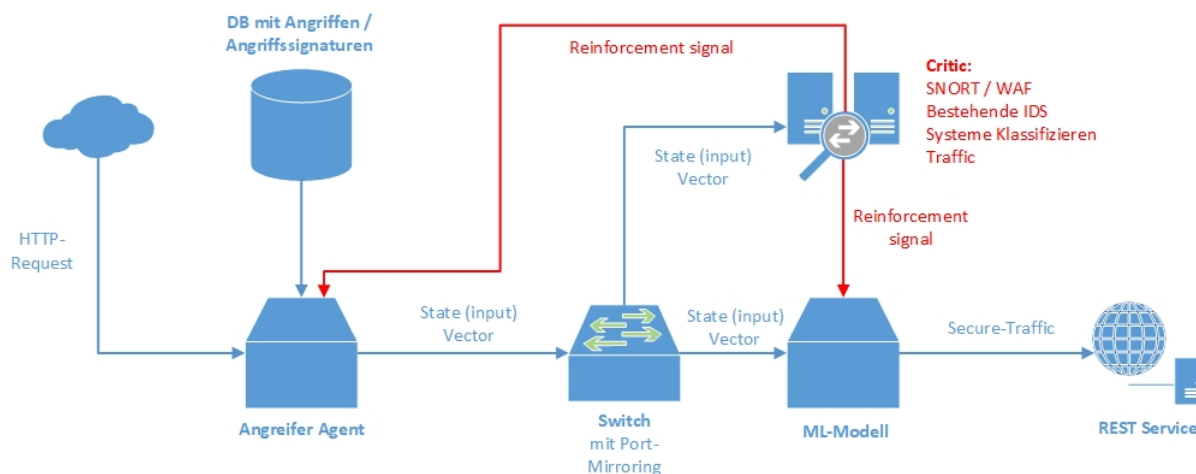 DB mit Angriffen /
Angriffssignaturen
Reinforcement signal
Critic:
SNORT / WAF
Bestehende IDS
Systeme Klassifizieren
Traffic
State (input)
Vector
HTTP-
Request
Reinforcement
signal
State (input)
Vector
State (input)
Vector
Secure-Traffic
Angreifer Agent
Switch
mit Port-
Mirroring
ML-Modell
REST Service